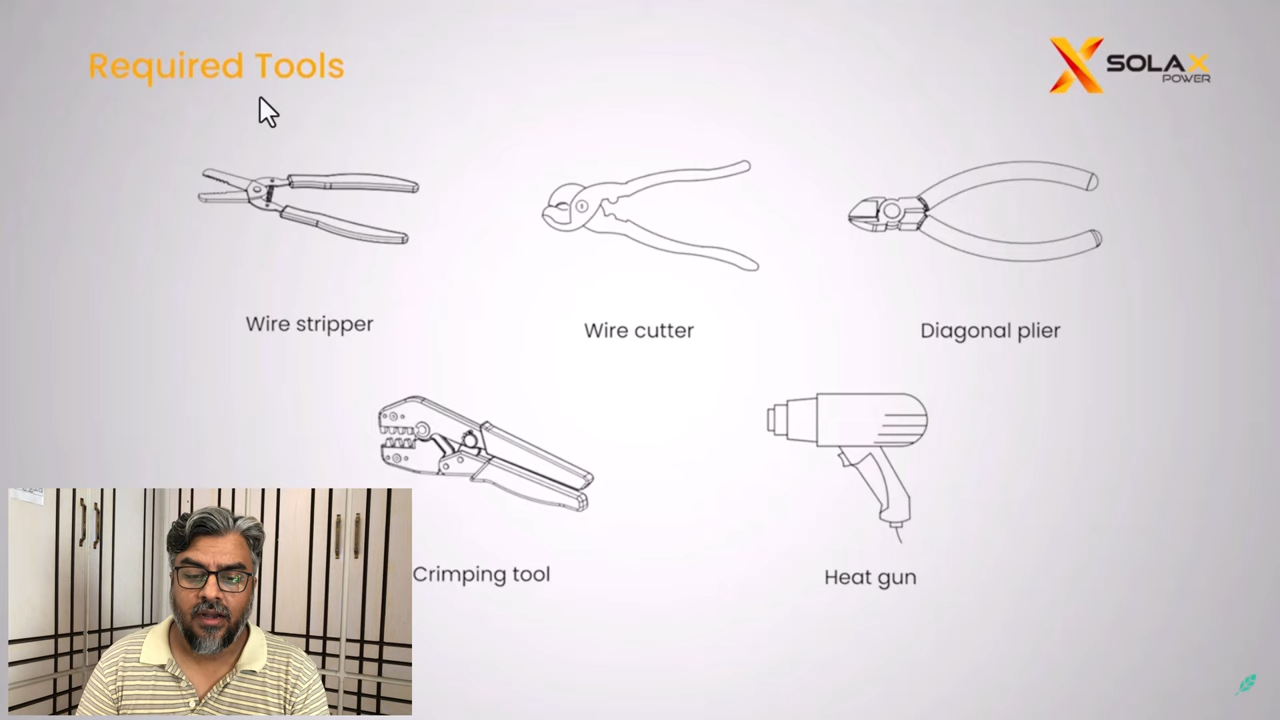 Required Tools
SOLAX
POWER
Wire stripper
Wire cutter
Diagonal plier
Crimping tool
Heat gun